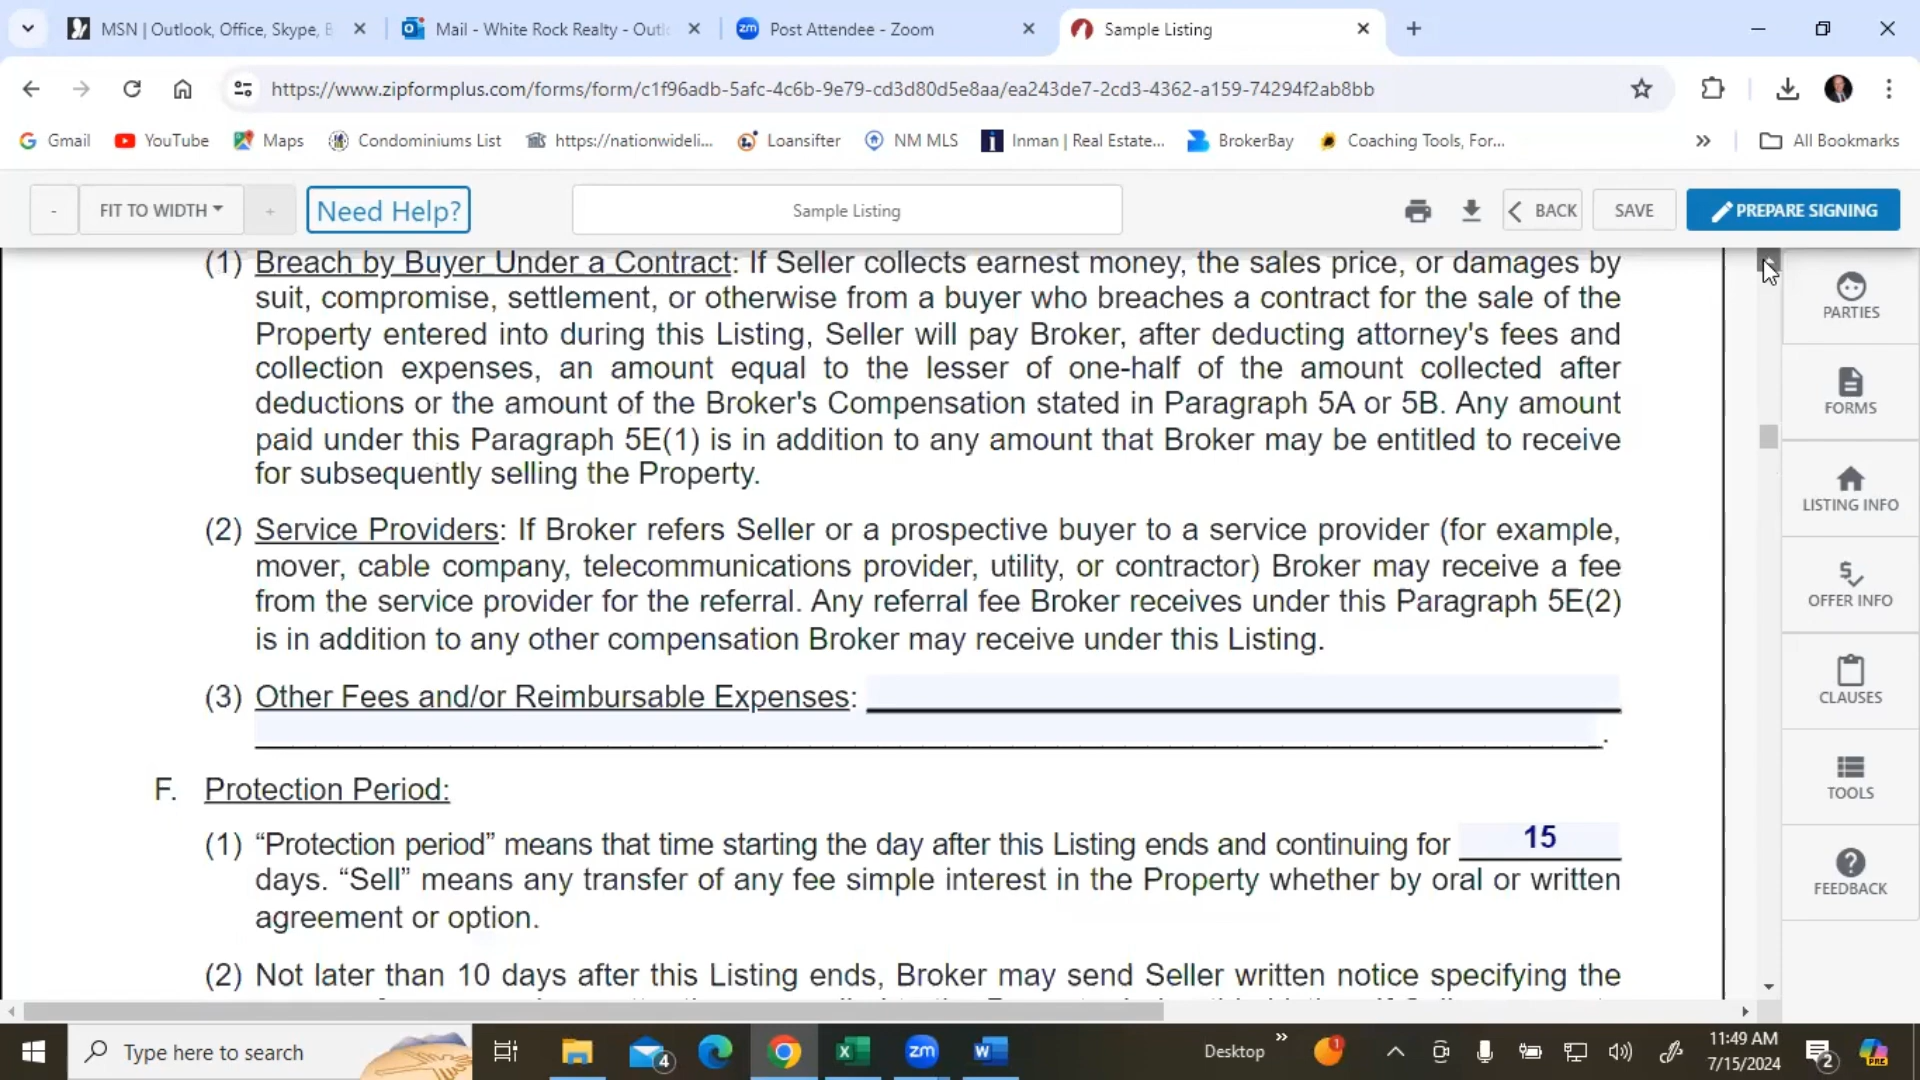 MSN | Outlook, Office, Skype, B
Mail - White Rock Realty - Outlo
zm Post Attendee - Zoom
Sample Listing
https://www.zipformplus.com/forms/form/c1f96adb-5afc-4c6b-9e79-cd3d80d5e8aa/ea243de7-2cd3-4362-a159-74294f2ab8bb
Gmail YouTube Maps Condominiums List https://nationwideli... Loansifter NM MLS Inman | Real Estate... BrokerBay Coaching Tools, For... » All Bookmarks
- FIT TO WIDTH + Need Help? Sample Listing BACK SAVE PREPARE SIGNING
(1) Breach by Buyer Under a Contract: If Seller collects earnest money, the sales price, or damages by
suit, compromise, settlement, or otherwise from a buyer who breaches a contract for the sale of the
Property entered into during this Listing, Seller will pay Broker, after deducting attorney's fees and
collection expenses, an amount equal to the lesser of one-half of the amount collected after
deductions or the amount of the Broker's Compensation stated in Paragraph 5A or 5B. Any amount
paid under this Paragraph 5E(1) is in addition to any amount that Broker may be entitled to receive
for subsequently selling the Property.
(2) Service Providers: If Broker refers Seller or a prospective buyer to a service provider (for example,
mover, cable company, telecommunications provider, utility, or contractor) Broker may receive a fee
from the service provider for the referral. Any referral fee Broker receives under this Paragraph 5E(2)
is in addition to any other compensation Broker may receive under this Listing.
(3) Other Fees and/or Reimbursable Expenses:
.
F. Protection Period:
(1) “Protection period” means that time starting the day after this Listing ends and continuing for 15
days. “Sell” means any transfer of any fee simple interest in the Property whether by oral or written
agreement or option.
(2) Not later than 10 days after this Listing ends, Broker may send Seller written notice specifying the
PARTIES
FORMS
LISTING INFO
OFFER INFO
CLAUSES
TOOLS
FEEDBACK
Type here to search
4
zm
Desktop »
1
11:49 AM
7/15/2024
2
PRE